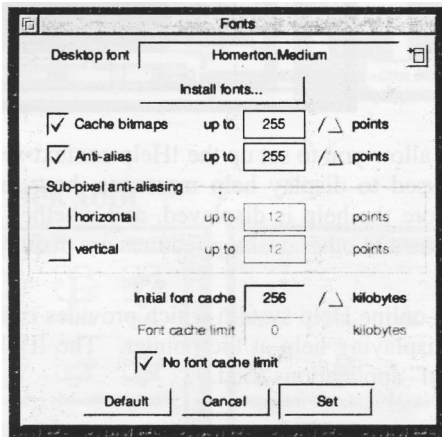 Fonts
Desktop font Homerton.Medium
Install fonts...
Cache bitmaps up to 255 points
Anti-alias up to 255 points
Sub-pixel anti-aliasing
horizontal up to 12 points
vertical up to 12 points
Initial font cache 256 kilobytes
Font cache limit 0 kilobytes
No font cache limit
Default Cancel Set